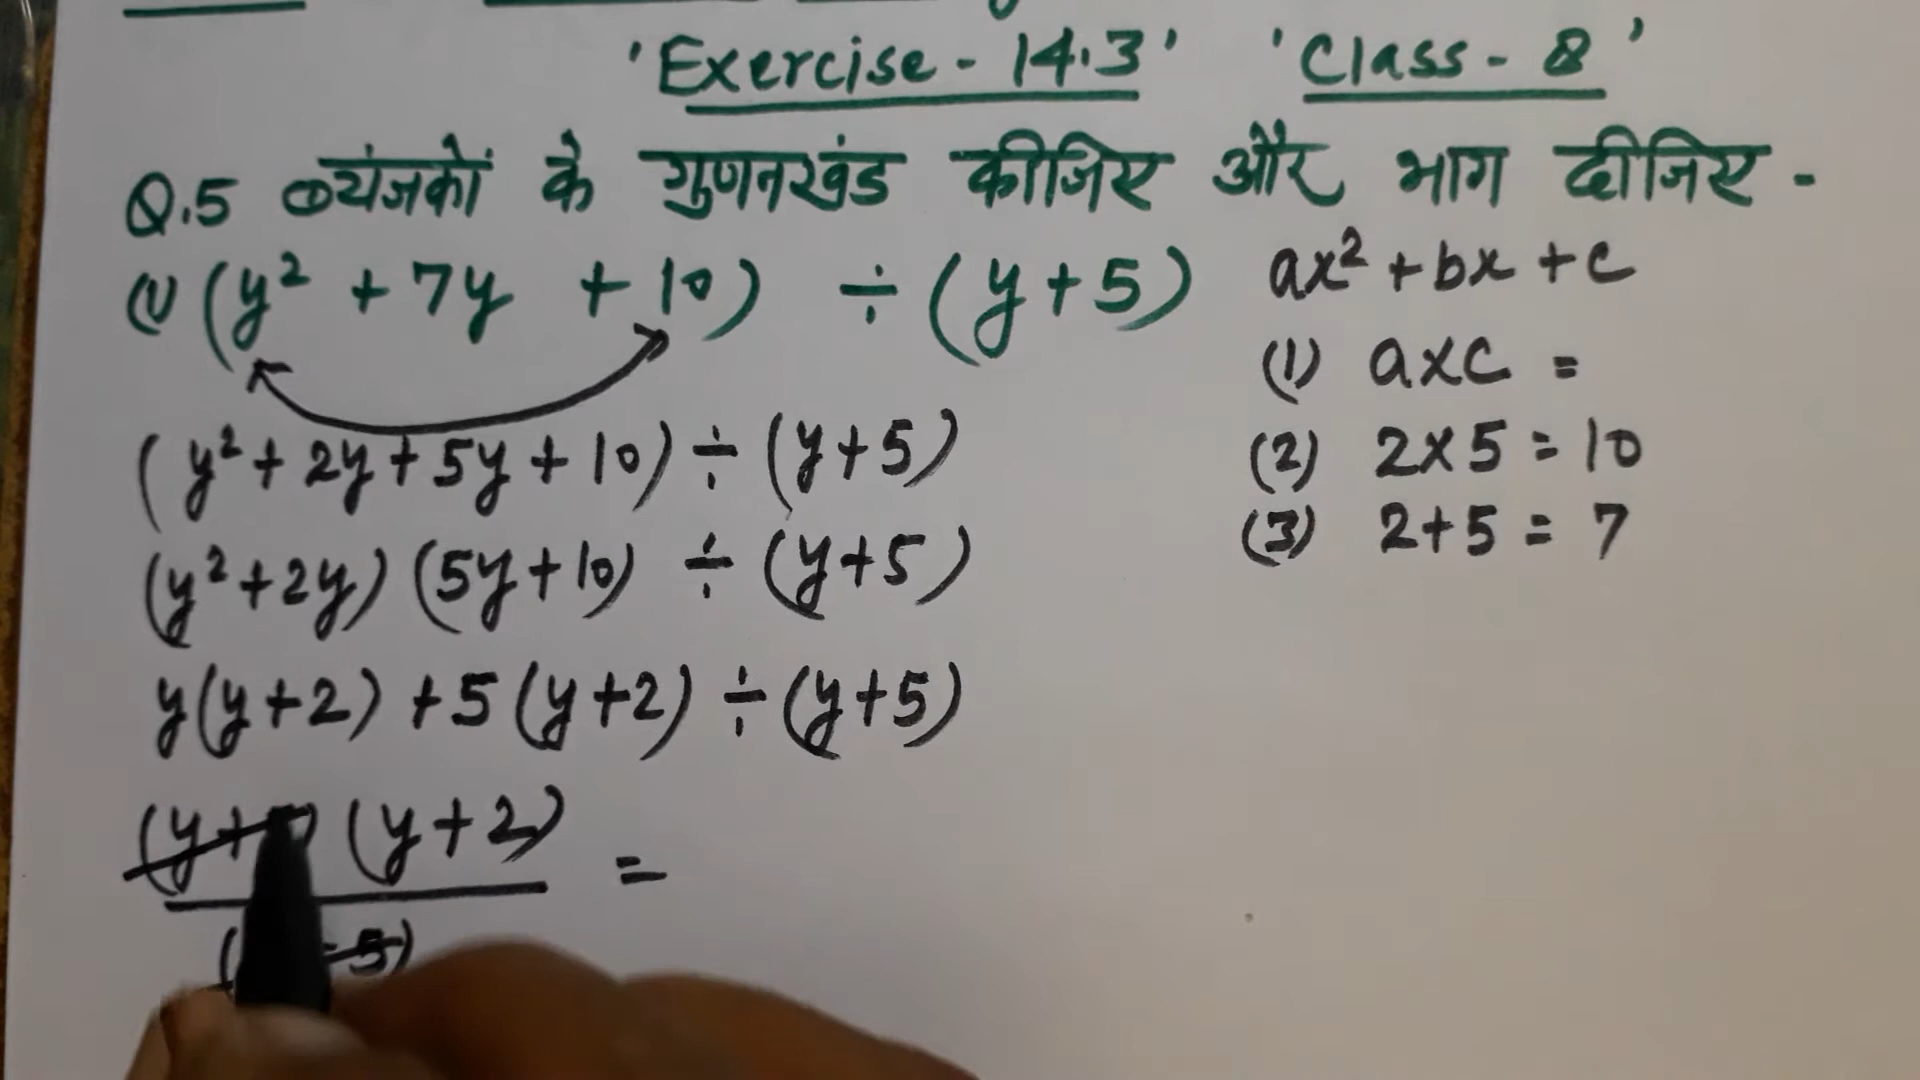 'Exercise - 14.3' 'Class - 8'
Q.5 व्यंजकों के गुणनखंड कीजिए और भाग दीजिए -
(1) (y² + 7y + 10) ÷ (y + 5) ax² + bx + c
(1) a×c =
(y² + 2y + 5y + 10) ÷ (y + 5) (2) 2×5 = 10
(y² + 2y) (5y + 10) ÷ (y + 5) (3) 2+5 = 7
y(y + 2) + 5(y + 2) ÷ (y + 5)
(y + (y + 2) =
5)